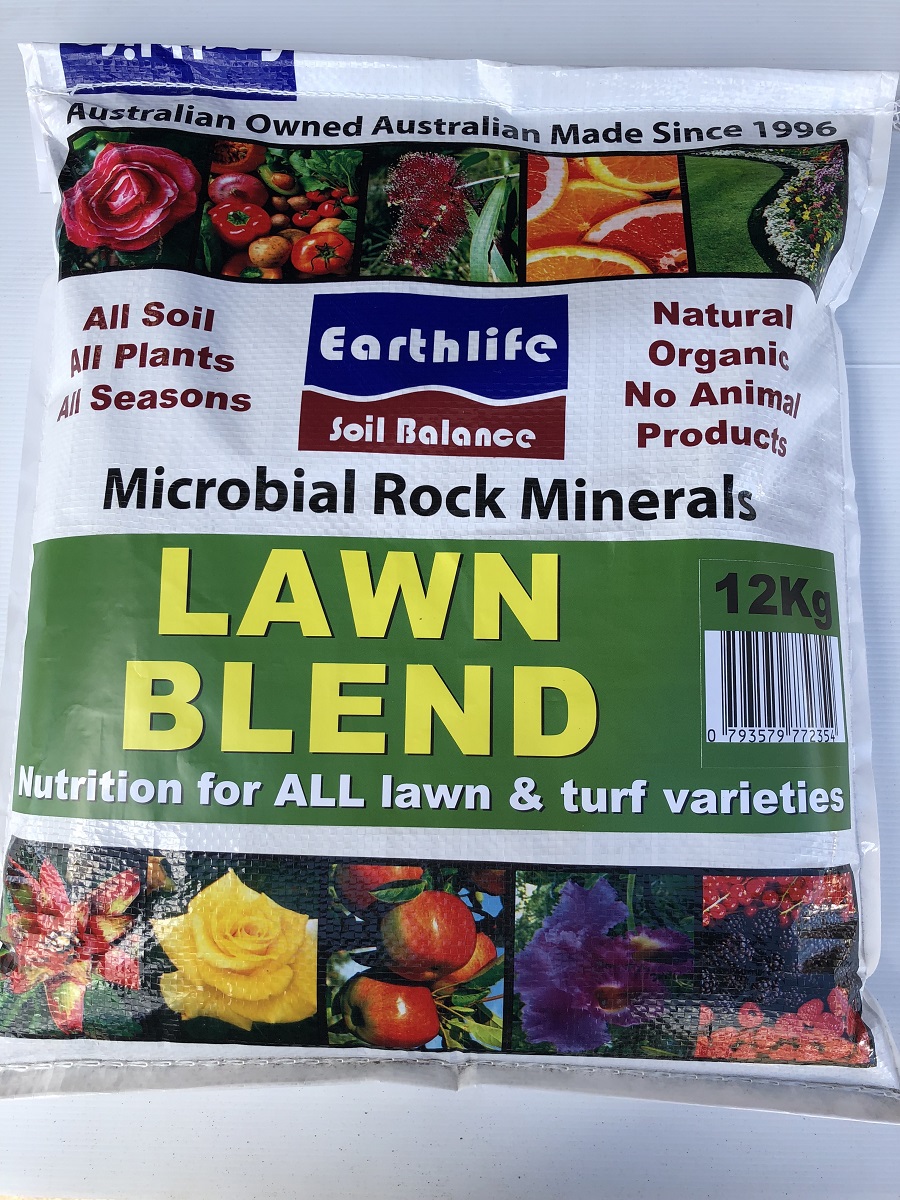 Australian Owned Australian Made Since 1996
All Soil
All Plants
All Seasons
Earthlife
Soil Balance
Natural
Organic
No Animal
Products
Microbial Rock Minerals
LAWN
BLEND
12Kg
0 793579 772354
Nutrition for ALL lawn & turf varieties